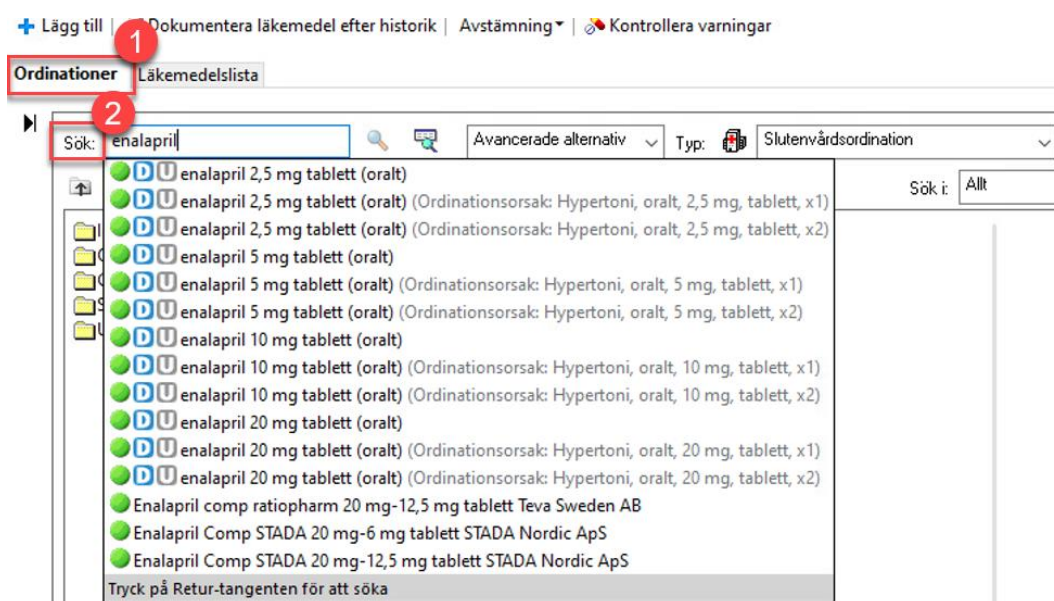 Lägg till | Dokumentera läkemedel efter historik | Avstämning | Kontrollera varningar
1
Ordinationer Läkemedelslista
2
Sök: enalapril Avancerade alternativ Typ: Slutenvårdsordination
Sök i: Allt
D U enalapril 2,5 mg tablett (oralt)
D U enalapril 2,5 mg tablett (oralt) (Ordinationsorsak: Hypertoni, oralt, 2,5 mg, tablett, x1)
D U enalapril 2,5 mg tablett (oralt) (Ordinationsorsak: Hypertoni, oralt, 2,5 mg, tablett, x2)
D U enalapril 5 mg tablett (oralt)
D U enalapril 5 mg tablett (oralt) (Ordinationsorsak: Hypertoni, oralt, 5 mg, tablett, x1)
D U enalapril 5 mg tablett (oralt) (Ordinationsorsak: Hypertoni, oralt, 5 mg, tablett, x2)
D U enalapril 10 mg tablett (oralt)
D U enalapril 10 mg tablett (oralt) (Ordinationsorsak: Hypertoni, oralt, 10 mg, tablett, x1)
D U enalapril 10 mg tablett (oralt) (Ordinationsorsak: Hypertoni, oralt, 10 mg, tablett, x2)
D U enalapril 20 mg tablett (oralt)
D U enalapril 20 mg tablett (oralt) (Ordinationsorsak: Hypertoni, oralt, 20 mg, tablett, x1)
D U enalapril 20 mg tablett (oralt) (Ordinationsorsak: Hypertoni, oralt, 20 mg, tablett, x2)
Enalapril comp ratiopharm 20 mg-12,5 mg tablett Teva Sweden AB
Enalapril Comp STADA 20 mg-6 mg tablett STADA Nordic ApS
Enalapril Comp STADA 20 mg-12,5 mg tablett STADA Nordic ApS
Tryck på Retur-tangenten för att söka